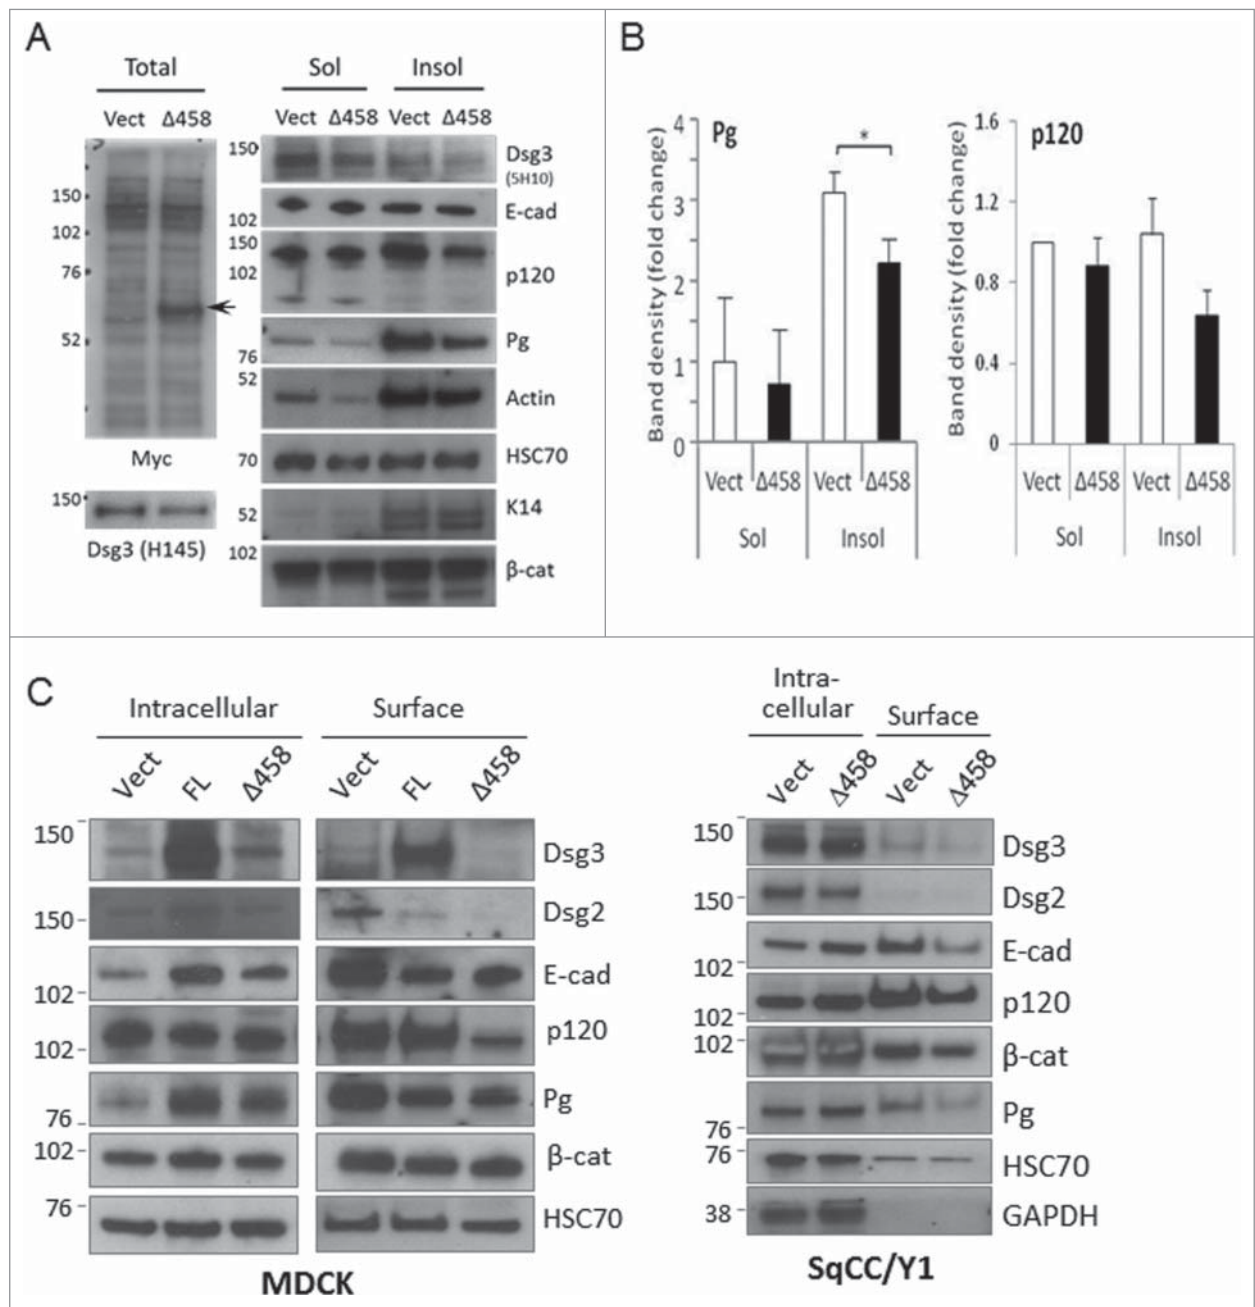 A
Total
Sol
Insol
Vect Δ458
Vect Δ458 Vect Δ458
150
102
76
52
Myc
150
Dsg3 (H145)
150
Dsg3
(5H10)
102
E-cad
150
102
p120
76
Pg
52
Actin
70
HSC70
52
K14
102
β-cat
B
Band density (fold change)
4
3
2
1
0
Pg
*
Vect Δ458 Vect Δ458
Sol Insol
Band density (fold change)
1.6
1.2
0.8
0.4
0
p120
Vect Δ458 Vect Δ458
Sol Insol
C
Intracellular
Surface
Vect FL Δ458
Vect FL Δ458
150
Dsg3
150
Dsg2
102
E-cad
102
p120
76
Pg
102
β-cat
76
HSC70
MDCK
Intra-
cellular
Surface
Vect Δ458 Vect Δ458
150
Dsg3
150
Dsg2
102
E-cad
102
p120
102
β-cat
76
Pg
76
HSC70
38
GAPDH
SqCC/Y1